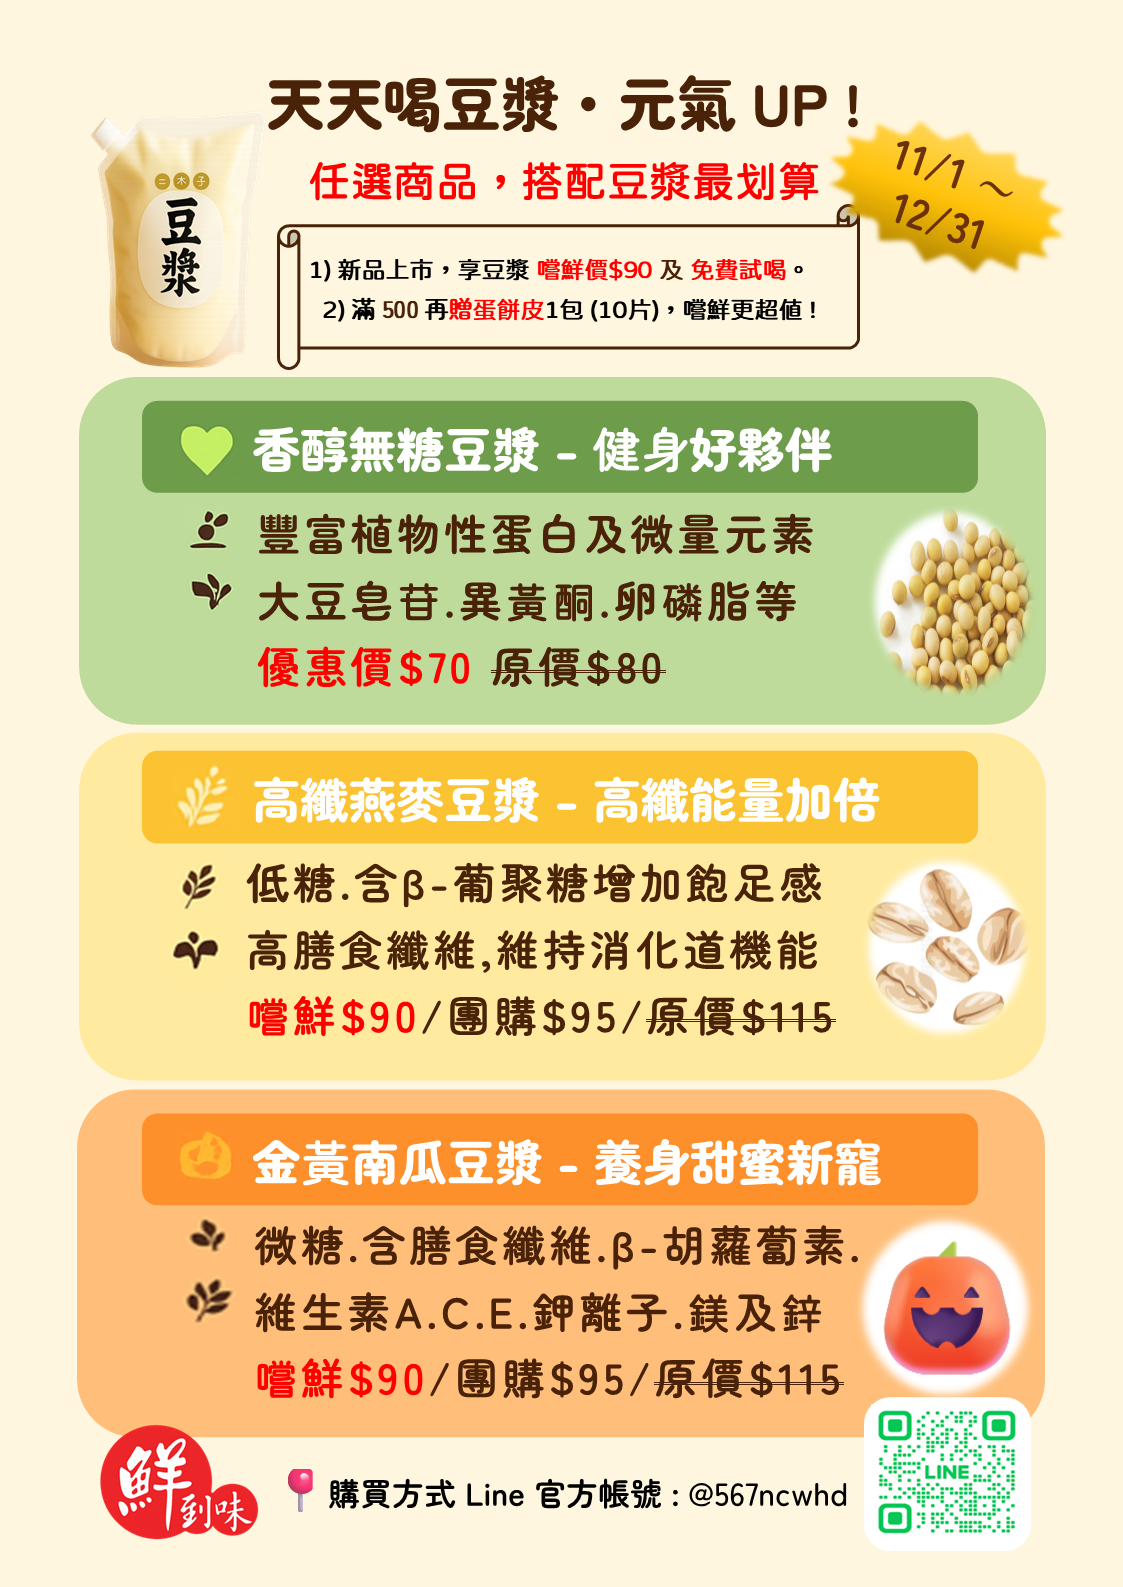 天天喝豆漿・元氣 UP !
任選商品，搭配豆漿最划算
11/1 ～
12/31
二木子
豆漿
1) 新品上市，享豆漿 嚐鮮價$90 及 免費試喝。
2) 滿 500 再贈蛋餅皮1包 (10片)，嚐鮮更超值 !
香醇無糖豆漿 - 健身好夥伴
豐富植物性蛋白及微量元素
大豆皂苷.異黃酮.卵磷脂等
優惠價$70 原價$80
高纖燕麥豆漿 - 高纖能量加倍
低糖.含β-葡聚糖增加飽足感
高膳食纖維,維持消化道機能
嚐鮮$90/團購$95/原價$115
金黃南瓜豆漿 - 養身甜蜜新寵
微糖.含膳食纖維.β-胡蘿蔔素.
維生素A.C.E.鉀離子.鎂及鋅
嚐鮮$90/團購$95/原價$115
鮮到味
購買方式 Line 官方帳號 : @567ncwhd
LINE